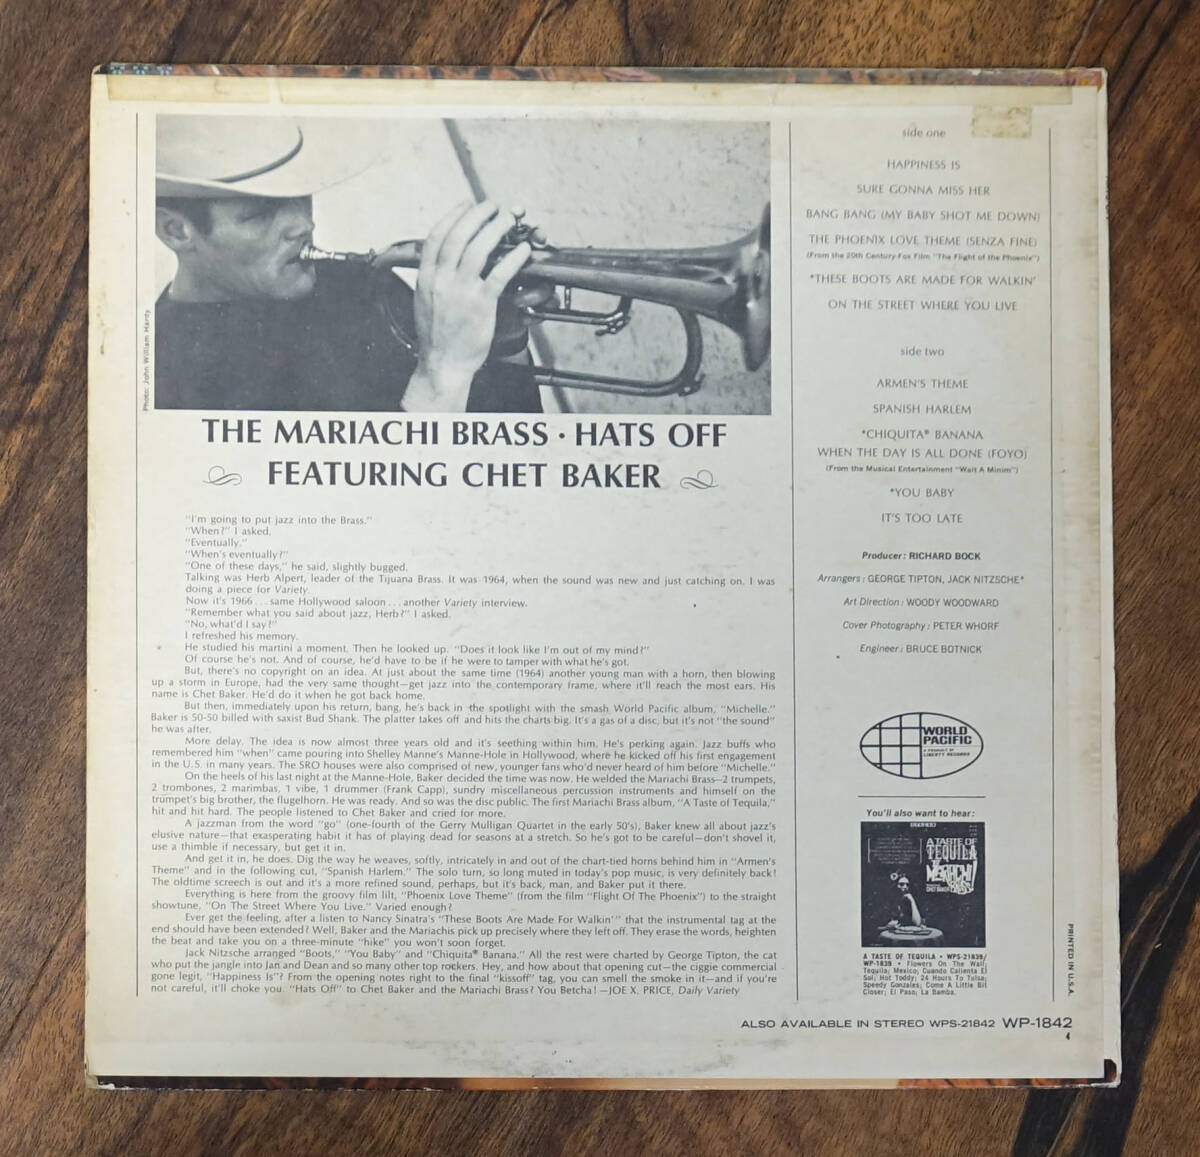 Photo: John William Hardy
THE MARIACHI BRASS · HATS OFF
FEATURING CHET BAKER
"I'm going to put jazz into the Brass."
"When?" I asked.
"Eventually."
"When's eventually?"
"One of these days," he said, slightly bugged.
Talking was Herb Alpert, leader of the Tijuana Brass. It was 1964, when the sound was new and just catching on. I was
doing a piece for Variety.
Now it's 1966 . . . same Hollywood saloon . . . another Variety interview.
"Remember what you said about jazz, Herb?" I asked.
"No, what'd I say?"
I refreshed his memory.
He studied his martini a moment. Then he looked up. "Does it look like I'm out of my mind?"
Of course he's not. And of course, he'd have to be if he were to tamper with what he's got.
But, there's no copyright on an idea. At just about the same time (1964) another young man with a horn, then blowing
up a storm in Europe, had the very same thought—get jazz into the contemporary frame, where it'll reach the most ears. His
name is Chet Baker. He'd do it when he got back home.
But then, immediately upon his return, bang, he's back in the spotlight with the smash World Pacific album, "Michelle."
Baker is 50-50 billed with saxist Bud Shank. The platter takes off and hits the charts big. It's a gas of a disc, but it's not "the sound"
he was after.
More delay. The idea is now almost three years old and it's seething within him. He's perking again. Jazz buffs who
remembered him "when" came pouring into Shelley Manne's Manne-Hole in Hollywood, where he kicked off his first engagement
in the U.S. in many years. The SRO houses were also comprised of new, younger fans who'd never heard of him before "Michelle."
On the heels of his last night at the Manne-Hole, Baker decided the time was now. He welded the Mariachi Brass—2 trumpets,
2 trombones, 2 marimbas, 1 vibe, 1 drummer (Frank Capp), sundry miscellaneous percussion instruments and himself on the
trumpet's big brother, the flugelhorn. He was ready. And so was the disc public. The first Mariachi Brass album, "A Taste of Tequila,"
hit and hit hard. The people listened to Chet Baker and cried for more.
A jazzman from the word "go" (one-fourth of the Gerry Mulligan Quartet in the early 50's), Baker knew all about jazz's
elusive nature—that exasperating habit it has of playing dead for seasons at a stretch. So he's got to be careful—don't shovel it,
use a thimble if necessary, but get it in.
And get it in, he does. Dig the way he weaves, softly, intricately in and out of the chart-tied horns behind him in "Armen's
Theme" and in the following cut, "Spanish Harlem." The solo turn, so long muted in today's pop music, is very definitely back!
The oldtime screech is out and it's a more refined sound, perhaps, but it's back, man, and Baker put it there.
Everything is here from the groovy film lilt, "Phoenix Love Theme" (from the film "Flight Of The Phoenix") to the straight
showtune, "On The Street Where You Live." Varied enough?
Ever get the feeling, after a listen to Nancy Sinatra's "These Boots Are Made For Walkin'" that the instrumental tag at the
end should have been extended? Well, Baker and the Mariachis pick up precisely where they left off. They erase the words, heighten
the beat and take you on a three-minute "hike" you won't soon forget.
Jack Nitzsche arranged "Boots," "You Baby" and "Chiquita® Banana." All the rest were charted by George Tipton, the cat
who put the jangle into Jan and Dean and so many other top rockers. Hey, and how about that opening cut—the ciggie commercial
gone legit, "Happiness Is"? From the opening notes right to the final "kissoff" tag, you can smell the smoke in it—and if you're
not careful, it'll choke you. "Hats Off" to Chet Baker and the Mariachi Brass? You Betcha! —JOE X. PRICE, Daily Variety
side one
HAPPINESS IS
SURE GONNA MISS HER
BANG BANG (MY BABY SHOT ME DOWN)
THE PHOENIX LOVE THEME (SENZA FINE)
(From the 20th Century-Fox Film "The Flight of the Phoenix")
*THESE BOOTS ARE MADE FOR WALKIN'
ON THE STREET WHERE YOU LIVE
side two
ARMEN'S THEME
SPANISH HARLEM
*CHIQUITA® BANANA
WHEN THE DAY IS ALL DONE (FOYO)
(From the Musical Entertainment "Wait A Minim")
*YOU BABY
IT'S TOO LATE
Producer: RICHARD BOCK
Arrangers: GEORGE TIPTON, JACK NITZSCHE*
Art Direction: WOODY WOODWARD
Cover Photography: PETER WHORF
Engineer: BRUCE BOTNICK
WORLD
PACIFIC
A PRODUCT OF
LIBERTY RECORDS
You'll also want to hear:
A TASTE OF
TEQUILA
MARIACHI
BRASS
CHET BAKER
A TASTE OF TEQUILA • WPS-21839/
WP-1839 • Flowers On The Wall;
Tequila; Mexico; Cuando Calienta El
Sol; Hot Toddy; 24 Hours To Tulsa;
Speedy Gonzales; Come A Little Bit
Closer; El Paso; La Bamba.
PRINTED IN U.S.A.
ALSO AVAILABLE IN STEREO WPS-21842 WP-1842
4